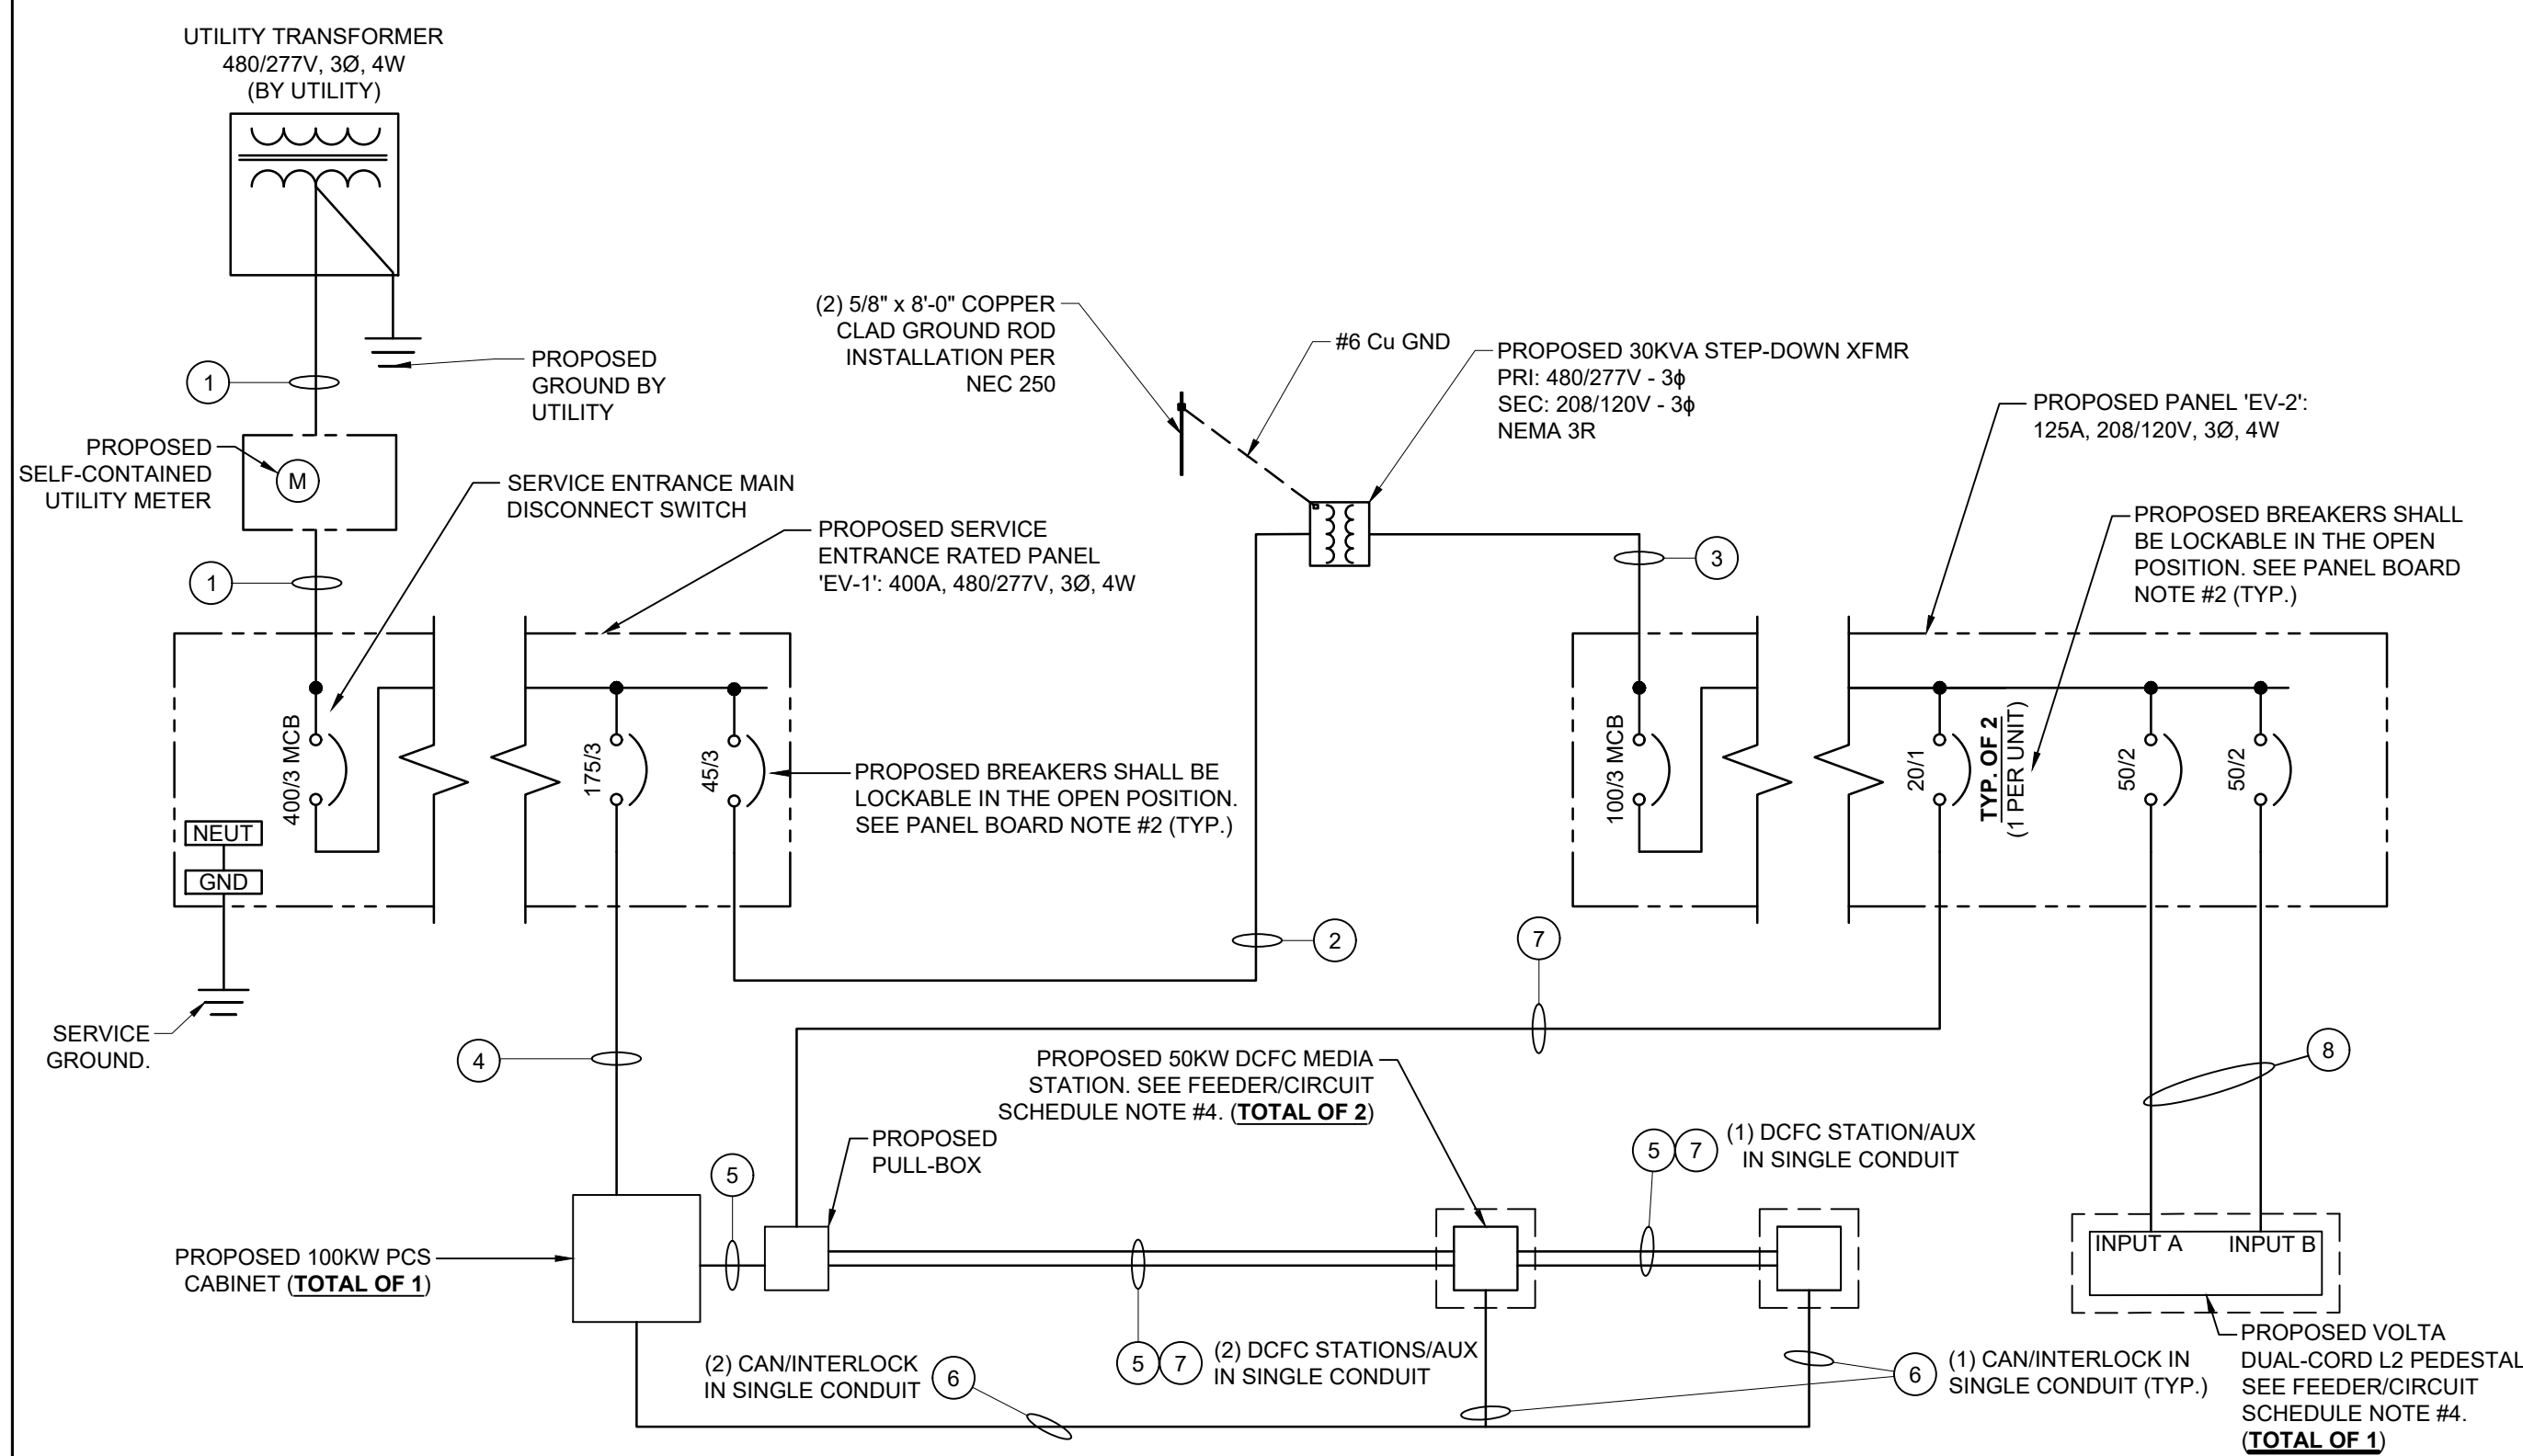 UTILITY TRANSFORMER
480/277V, 3Ø, 4W
(BY UTILITY)
1
PROPOSED
GROUND BY
UTILITY
PROPOSED
SELF-CONTAINED
UTILITY METER
M
SERVICE ENTRANCE MAIN
DISCONNECT SWITCH
1
PROPOSED SERVICE
ENTRANCE RATED PANEL
'EV-1': 400A, 480/277V, 3Ø, 4W
(2) 5/8" x 8'-0" COPPER
CLAD GROUND ROD
INSTALLATION PER
NEC 250
#6 Cu GND
PROPOSED 30KVA STEP-DOWN XFMR
PRI: 480/277V - 3ϕ
SEC: 208/120V - 3ϕ
NEMA 3R
3
PROPOSED PANEL 'EV-2':
125A, 208/120V, 3Ø, 4W
PROPOSED BREAKERS SHALL
BE LOCKABLE IN THE OPEN
POSITION. SEE PANEL BOARD
NOTE #2 (TYP.)
400/3 MCB
175/3
45/3
PROPOSED BREAKERS SHALL BE
LOCKABLE IN THE OPEN POSITION.
SEE PANEL BOARD NOTE #2 (TYP.)
NEUT
GND
100/3 MCB
20/1
TYP. OF 2
(1 PER UNIT)
50/2
50/2
2
7
SERVICE
GROUND.
4
PROPOSED 50KW DCFC MEDIA
STATION. SEE FEEDER/CIRCUIT
SCHEDULE NOTE #4. (TOTAL OF 2)
8
PROPOSED
PULL-BOX
5
5
7
(1) DCFC STATION/AUX
IN SINGLE CONDUIT
PROPOSED 100KW PCS
CABINET (TOTAL OF 1)
INPUT A
INPUT B
(2) CAN/INTERLOCK
IN SINGLE CONDUIT
6
5
7
(2) DCFC STATIONS/AUX
IN SINGLE CONDUIT
6
(1) CAN/INTERLOCK IN
SINGLE CONDUIT (TYP.)
PROPOSED VOLTA
DUAL-CORD L2 PEDESTAL
SEE FEEDER/CIRCUIT
SCHEDULE NOTE #4.
(TOTAL OF 1)